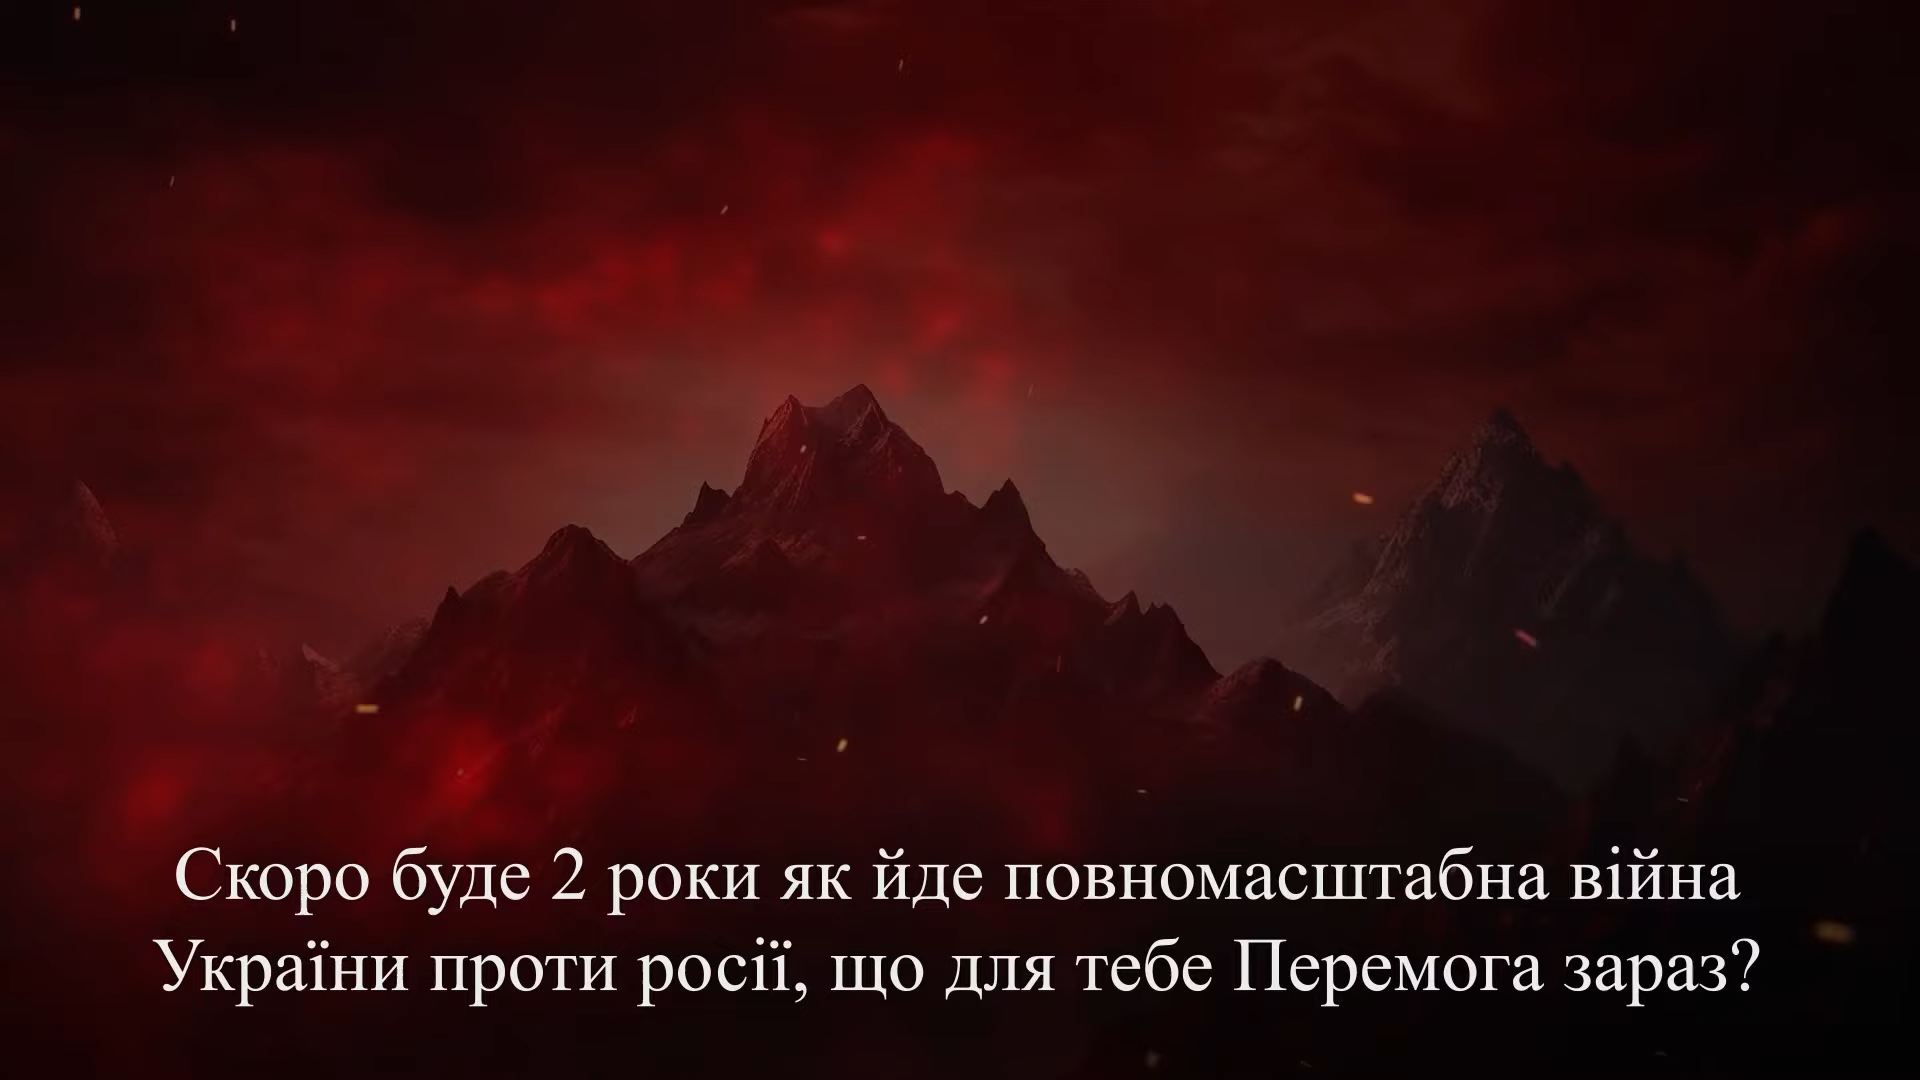 Скоро буде 2 роки як йде повномасштабна війна
України проти росії, що для тебе Перемога зараз?